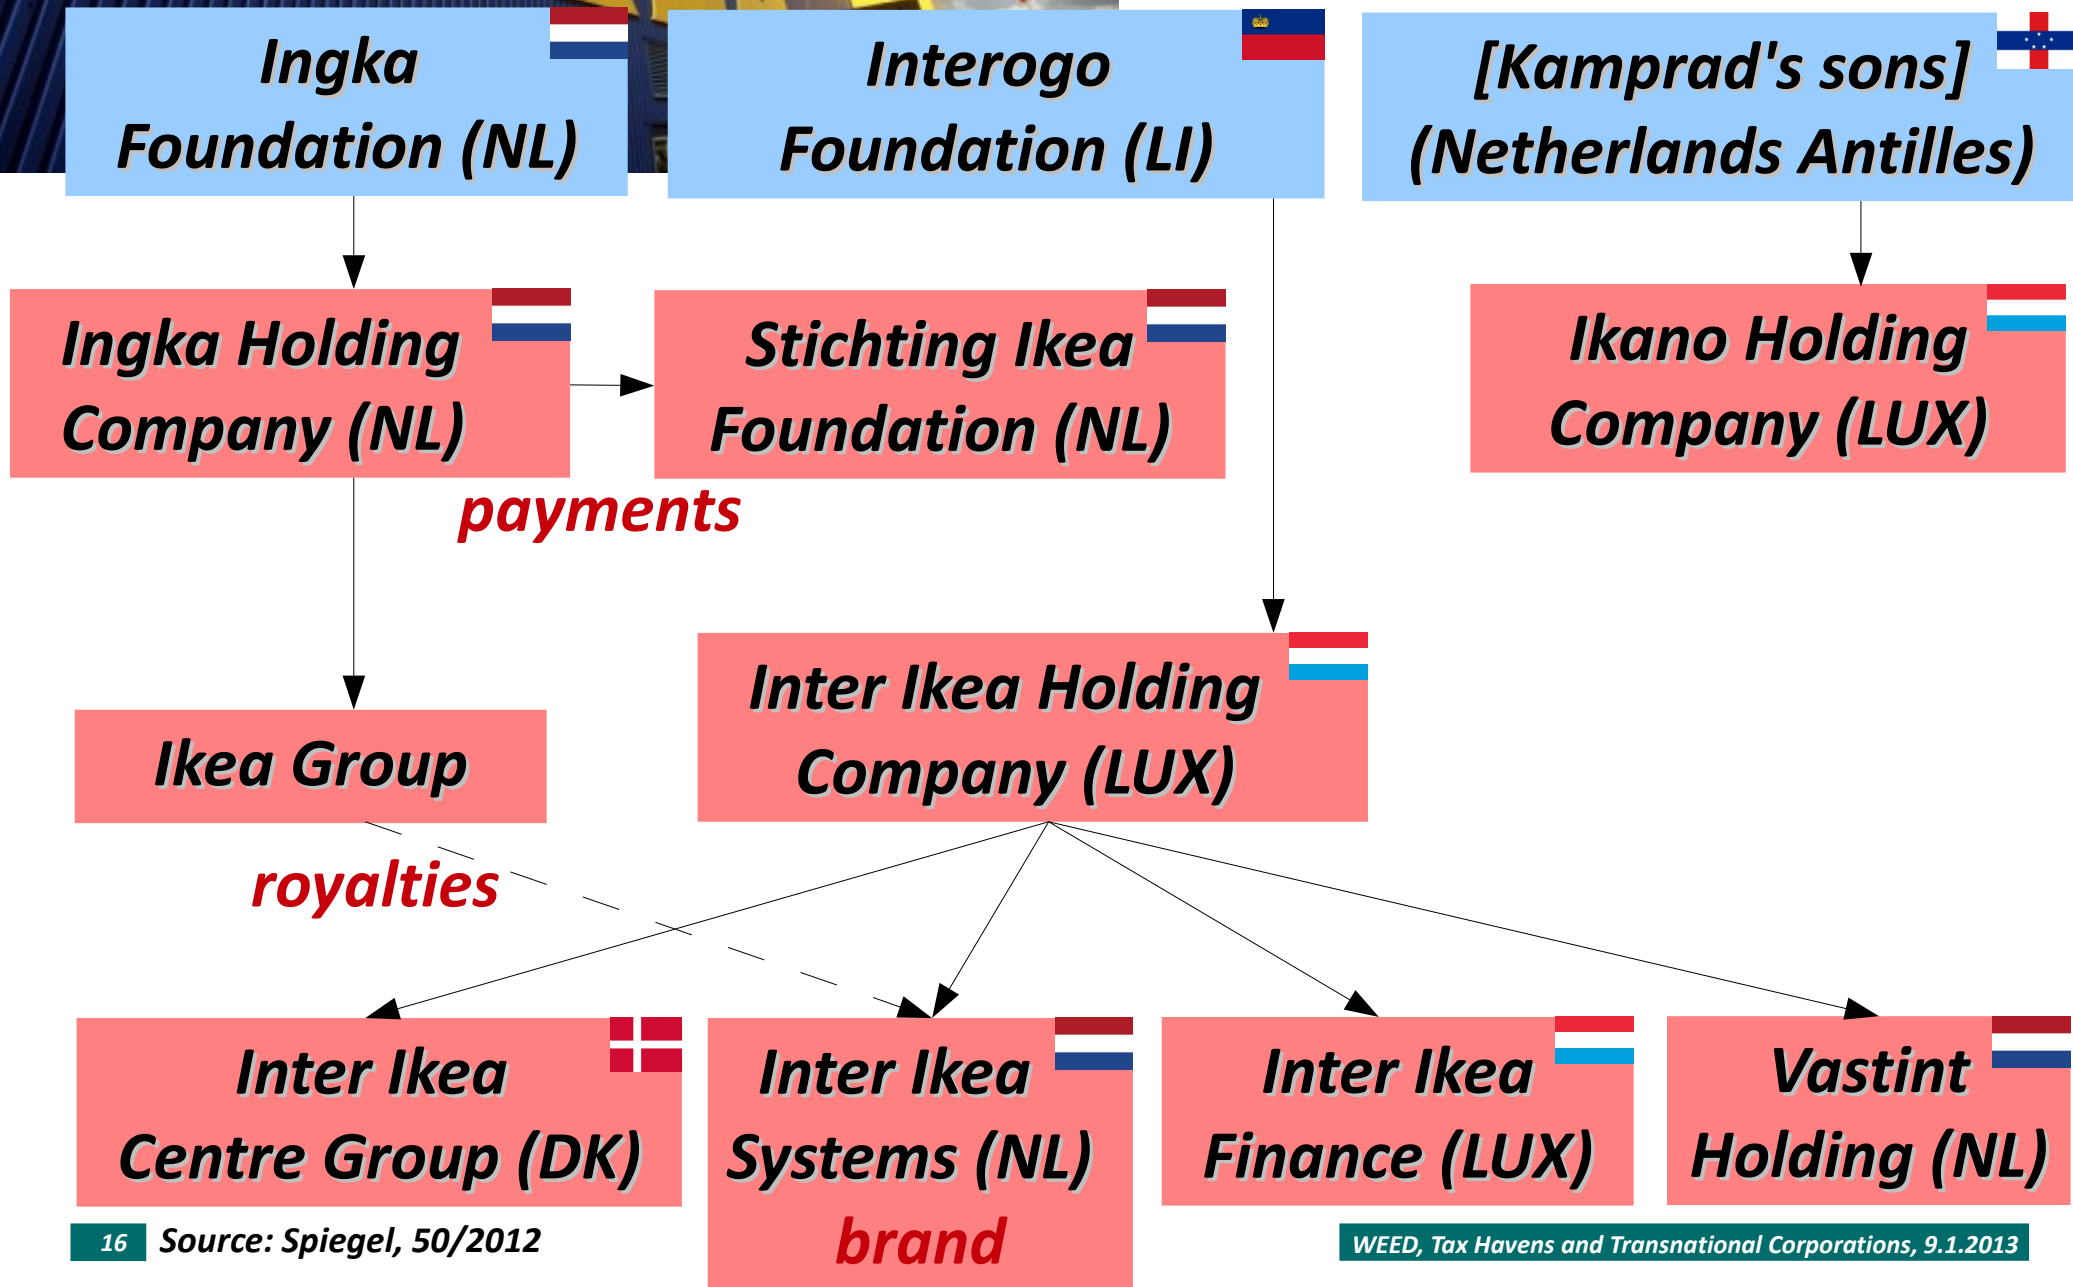 Ingka
Foundation (NL)
Interogo
Foundation (LI)
[Kamprad's sons]
(Netherlands Antilles)
Ingka Holding
Company (NL)
Stichting Ikea
Foundation (NL)
Ikano Holding
Company (LUX)
payments
Ikea Group
Inter Ikea Holding
Company (LUX)
royalties
Inter Ikea
Centre Group (DK)
Inter Ikea
Systems (NL)
brand
Inter Ikea
Finance (LUX)
Vastint
Holding (NL)
16
Source: Spiegel, 50/2012
WEED, Tax Havens and Transnational Corporations, 9.1.2013